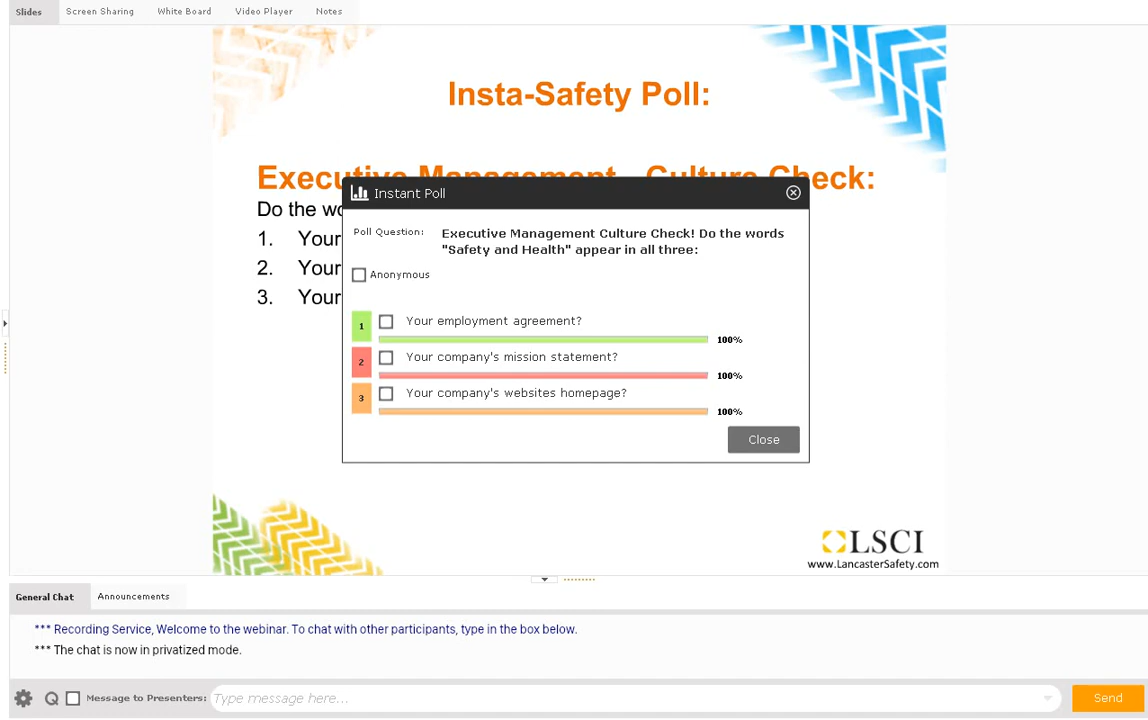 Slides Screen Sharing White Board Video Player Notes
Insta-Safety Poll:
Executive Management Culture Check:
Do the
1. Your
2. Your
3. Your
Instant Poll
Poll Question: Executive Management Culture Check! Do the words
"Safety and Health" appear in all three:
Anonymous
1 Your employment agreement?
100%
2 Your company's mission statement?
100%
3 Your company's websites homepage?
100%
Close
LSCI
www.LancasterSafety.com
General Chat Announcements
*** Recording Service, Welcome to the webinar. To chat with other participants, type in the box below.
*** The chat is now in privatized mode.
Q Message to Presenters: Type message here... Send